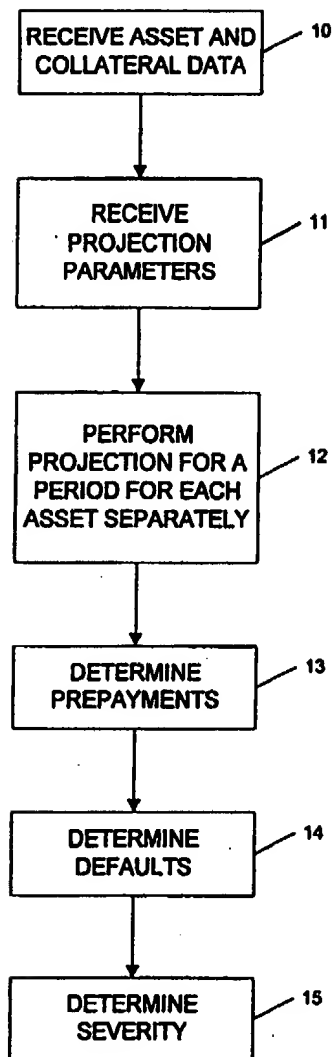 RECEIVE ASSET AND
COLLATERAL DATA
10
RECEIVE
PROJECTION
PARAMETERS
11
PERFORM
PROJECTION FOR A
PERIOD FOR EACH
ASSET SEPARATELY
12
DETERMINE
PREPAYMENTS
13
DETERMINE
DEFAULTS
14
DETERMINE
SEVERITY
15